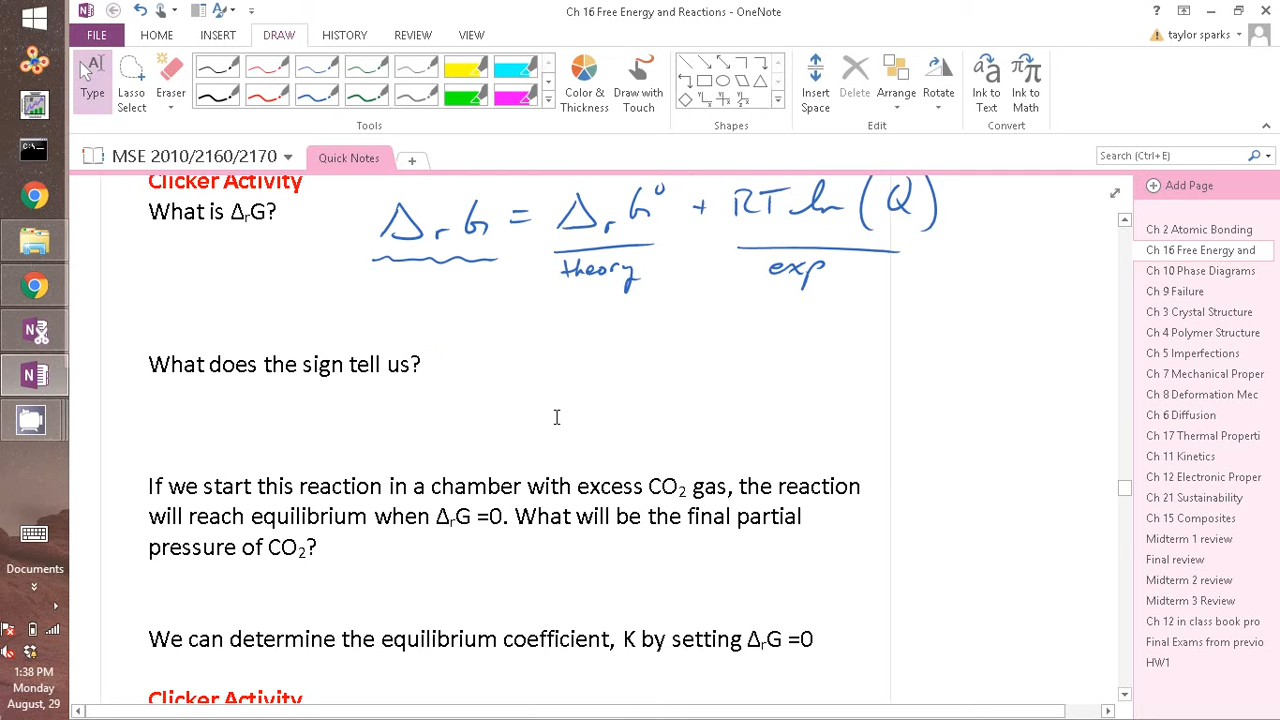 Ch 16 Free Energy and Reactions - OneNote
taylor sparks
FILE HOME INSERT DRAW HISTORY REVIEW VIEW
Type
Lasso Select
Eraser
Color & Thickness
Draw with Touch
Insert Space
Delete
Arrange
Rotate
Ink to Text
Ink to Math
Tools
Shapes
Edit
Convert
MSE 2010/2160/2170
Quick Notes
Search (Ctrl+E)
Clicker Activity
What is ΔᵣG?
Δᵣ G = Δᵣ G⁰ + RT ln (Q)
theory exp
What does the sign tell us?
If we start this reaction in a chamber with excess CO₂ gas, the reaction
will reach equilibrium when ΔᵣG =0. What will be the final partial
pressure of CO₂?
We can determine the equilibrium coefficient, K by setting ΔᵣG =0
Clicker Activity
Add Page
Ch 2 Atomic Bonding
Ch 16 Free Energy and
Ch 10 Phase Diagrams
Ch 9 Failure
Ch 3 Crystal Structure
Ch 4 Polymer Structure
Ch 5 Imperfections
Ch 7 Mechanical Proper
Ch 8 Deformation Mec
Ch 6 Diffusion
Ch 17 Thermal Properti
Ch 11 Kinetics
Ch 12 Electronic Proper
Ch 21 Sustainability
Ch 15 Composites
Midterm 1 review
Final review
Midterm 2 review
Midterm 3 Review
Ch 12 in class book pro
Final Exams from previo
HW1
Documents
1:38 PM
Monday
August, 29